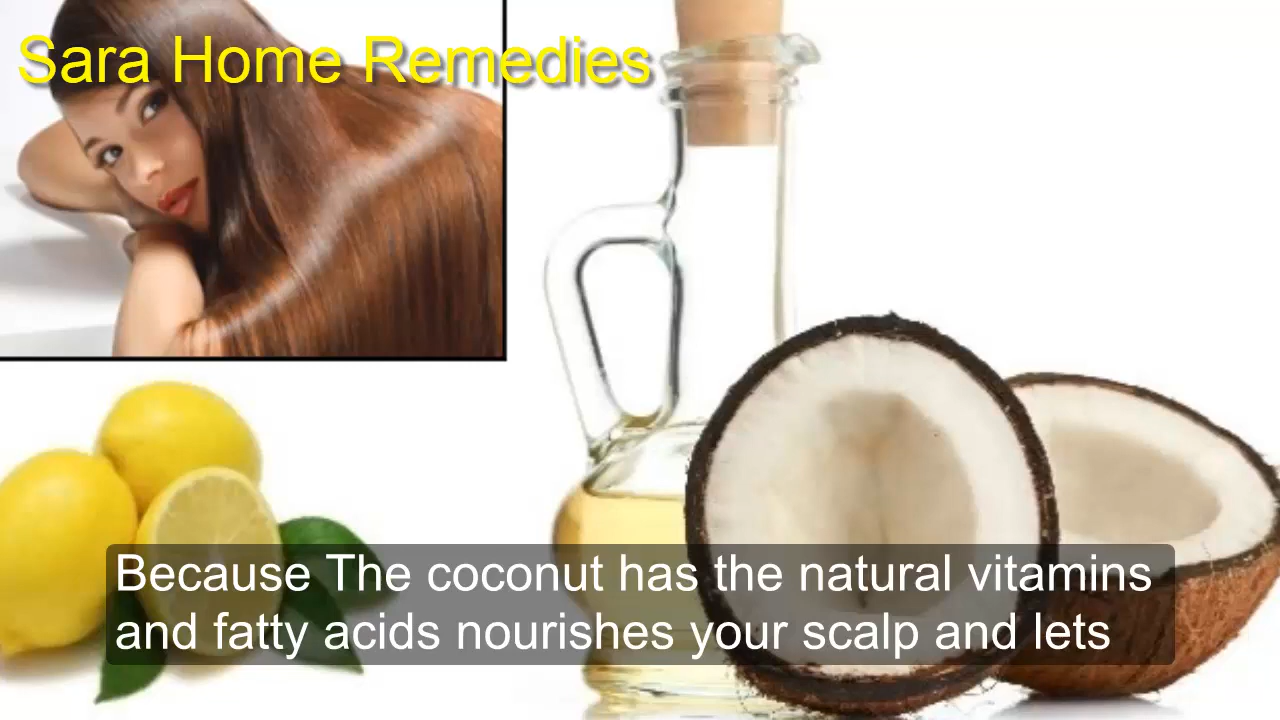 Sara Home Remedies
Because The coconut has the natural vitamins
and fatty acids nourishes your scalp and lets